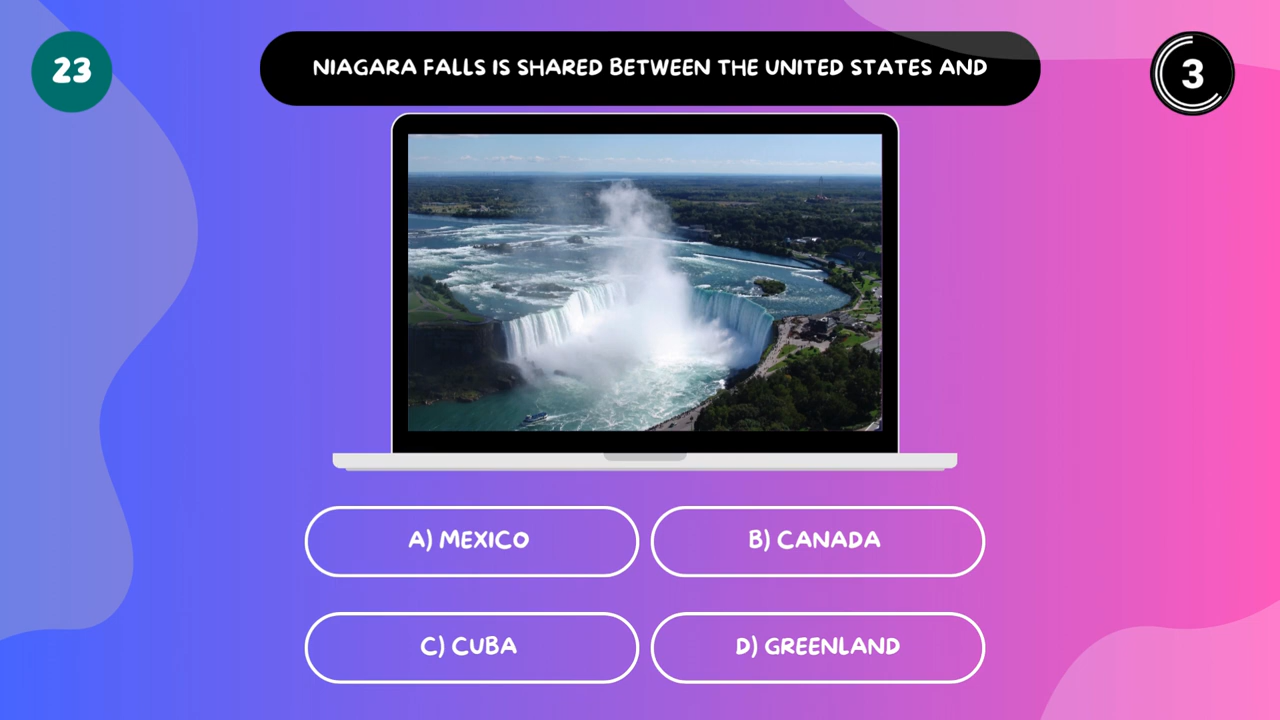 23
NIAGARA FALLS IS SHARED BETWEEN THE UNITED STATES AND
3
A) MEXICO
B) CANADA
C) CUBA
D) GREENLAND